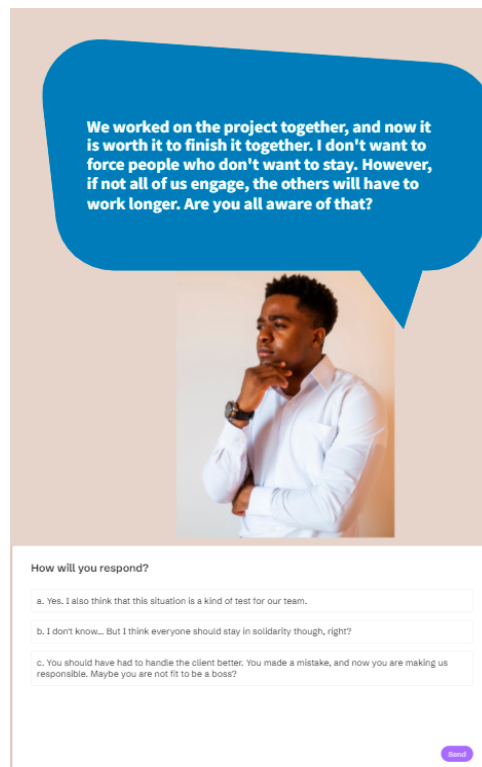 We worked on the project together, and now it
is worth it to finish it together. I don't want to
force people who don't want to stay. However,
if not all of us engage, the others will have to
work longer. Are you all aware of that?
How will you respond?
a. Yes. I also think that this situation is a kind of test for our team.
b. I don't know... But I think everyone should stay in solidarity though, right?
c. You should have had to handle the client better. You made a mistake, and now you are making us
responsible. Maybe you are not fit to be a boss?
Send